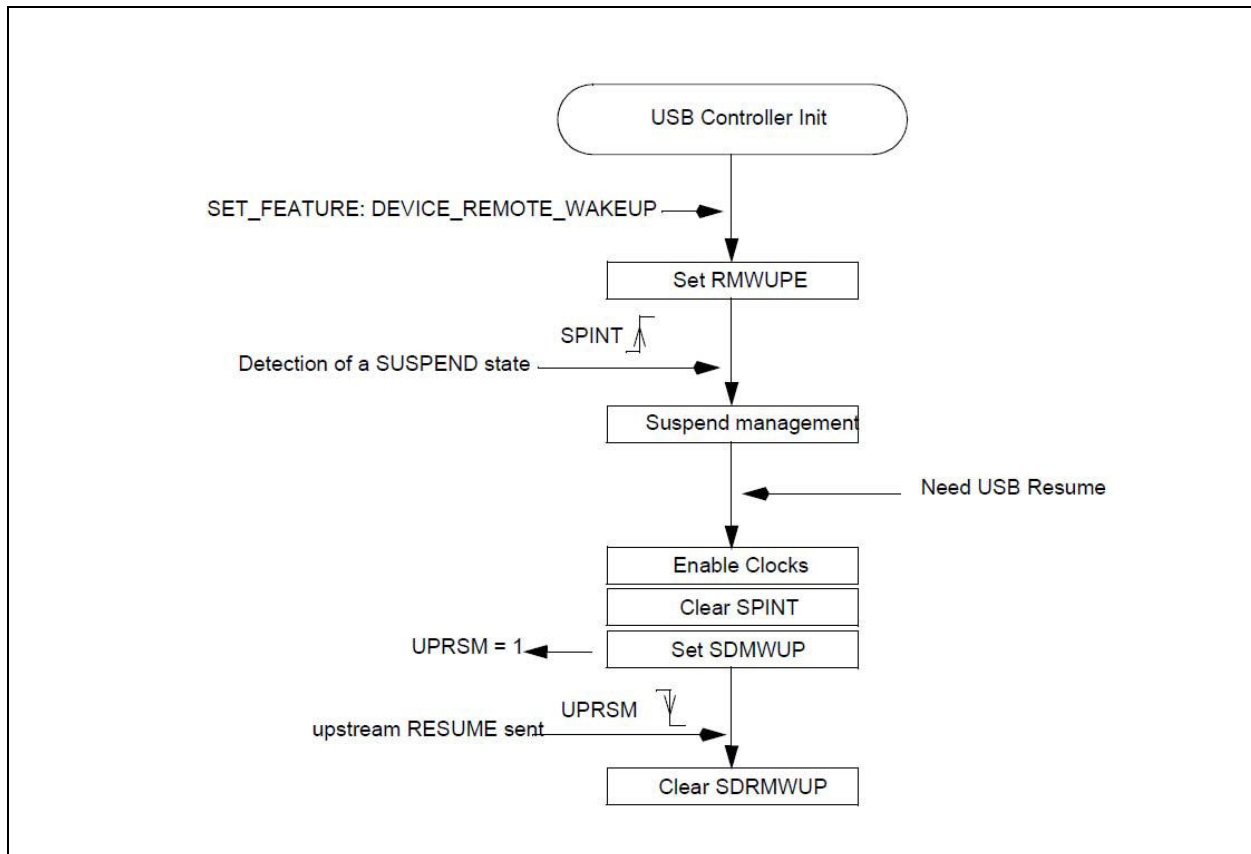 USB Controller Init
SET_FEATURE: DEVICE_REMOTE_WAKEUP
Set RMWUPE
SPINT
Detection of a SUSPEND state
Suspend management
Need USB Resume
Enable Clocks
Clear SPINT
UPRSM = 1
Set SDMWUP
UPRSM
upstream RESUME sent
Clear SDRMWUP